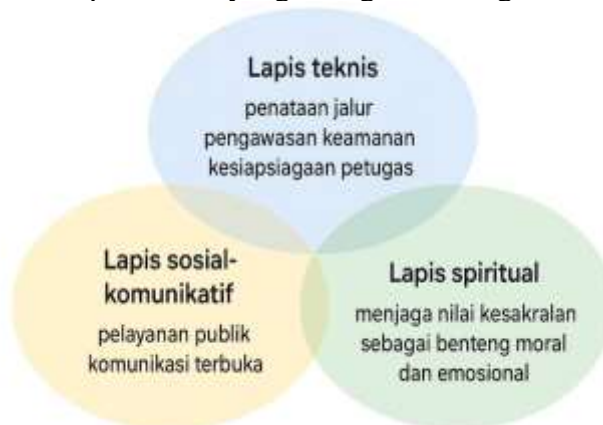 Lapis teknis
penataan jalur
pengawasan keamanan
kesiapsiagaan petugas
Lapis sosial-
komunikatif
pelayanan publik
komunikasi terbuka
Lapis spiritual
menjaga nilai kesakralan
sebagai benteng moral
dan emosional